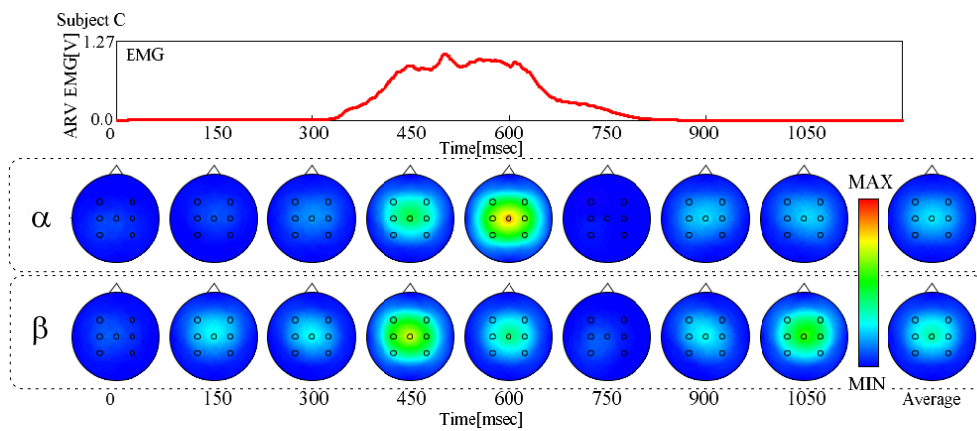 Subject C
1.27
EMG
ARV EMG[V]
0.0
0 150 300 450 600 750 900 1050
Time[msec]
α
MAX
β
MIN
0 150 300 450 600 750 900 1050 Average
Time[msec]